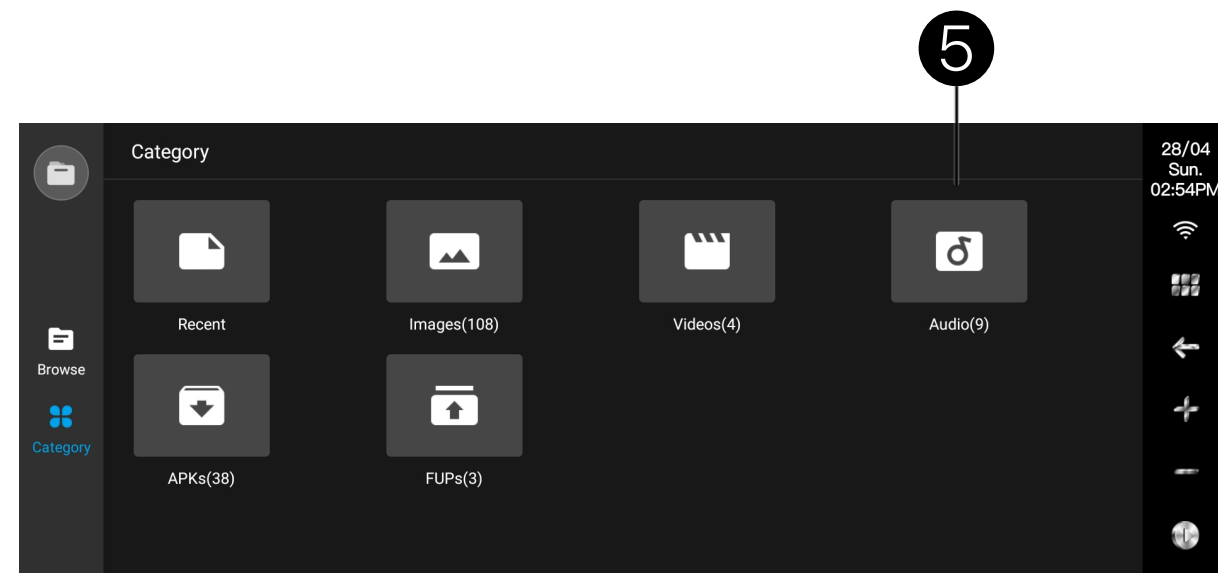 5
Category
28/04
Sun.
02:54PM
Recent
Images(108)
Videos(4)
Audio(9)
Browse
Category
APKs(38)
FUPs(3)